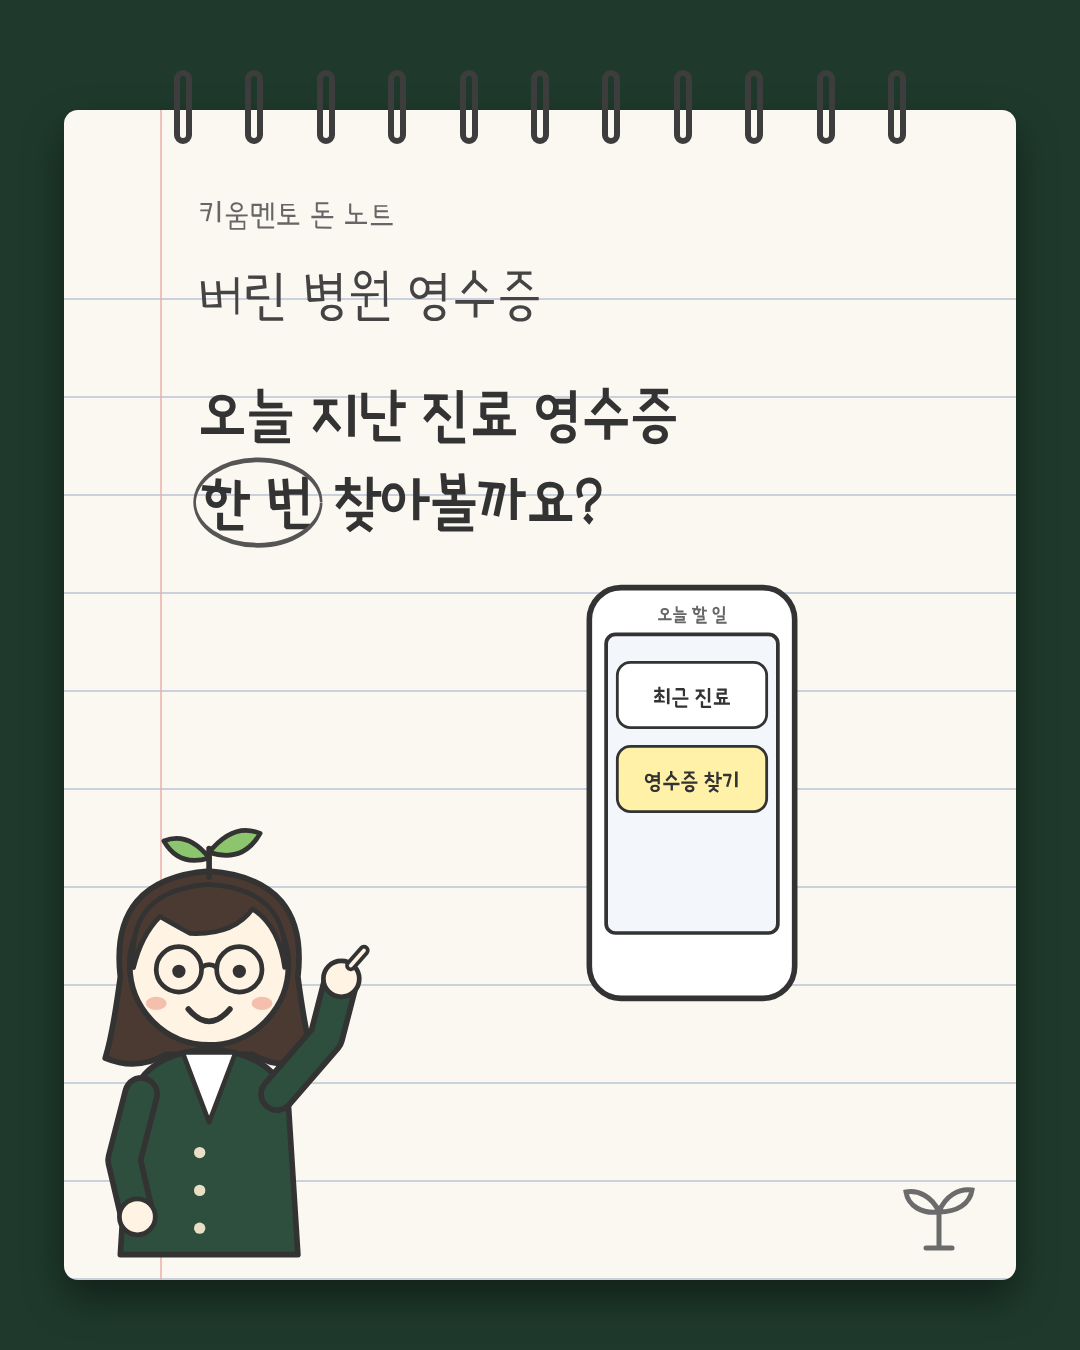 키움멘토 돈 노트
버린 병원 영수증
오늘 지난 진료 영수증
한 번 찾아볼까요?
오늘 할 일
최근 진료
영수증 찾기